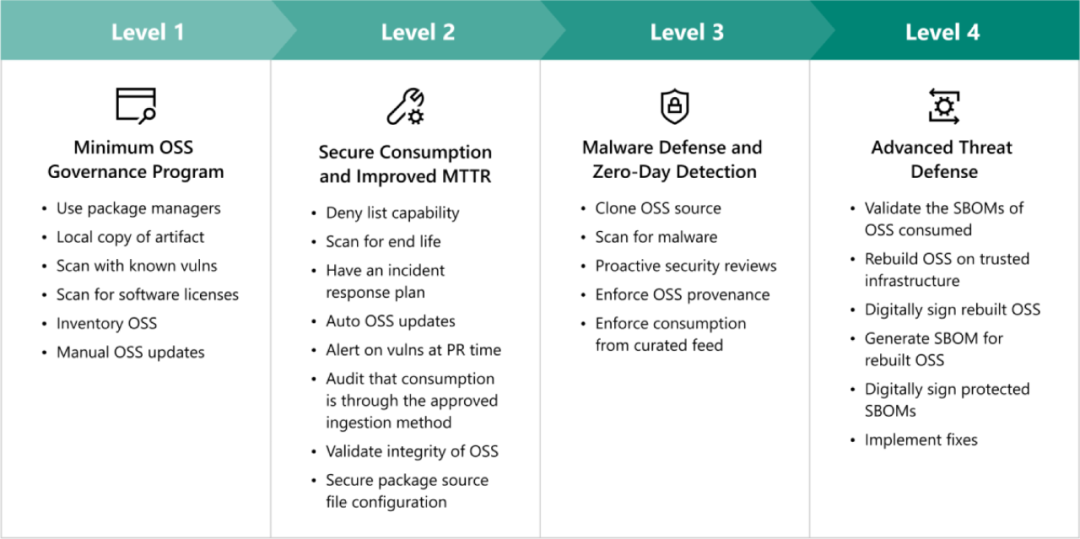 Level 1
Level 2
Level 3
Level 4
Minimum OSS
Governance Program
• Use package managers
• Local copy of artifact
• Scan with known vulns
• Scan for software licenses
• Inventory OSS
• Manual OSS updates
Secure Consumption
and Improved MTTR
• Deny list capability
• Scan for end life
• Have an incident
response plan
• Auto OSS updates
• Alert on vulns at PR time
• Audit that consumption
is through the approved
ingestion method
• Validate integrity of OSS
• Secure package source
file configuration
Malware Defense and
Zero-Day Detection
• Clone OSS source
• Scan for malware
• Proactive security reviews
• Enforce OSS provenance
• Enforce consumption
from curated feed
Advanced Threat
Defense
• Validate the SBOMs of
OSS consumed
• Rebuild OSS on trusted
infrastructure
• Digitally sign rebuilt OSS
• Generate SBOM for
rebuilt OSS
• Digitally sign protected
SBOMs
• Implement fixes